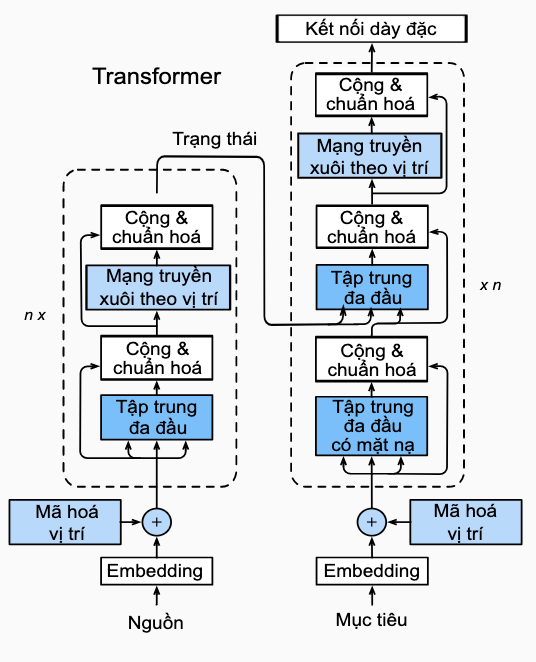 Kết nối dày đặc
Transformer
Cộng &
chuẩn hoá
Trạng thái
Mạng truyền
xuôi theo vị trí
Cộng &
chuẩn hoá
Cộng &
chuẩn hoá
Mạng truyền
xuôi theo vị trí
Tập trung
đa đầu
n x
x n
Cộng &
chuẩn hoá
Cộng &
chuẩn hoá
Tập trung
đa đầu
Tập trung
đa đầu
có mặt nạ
Mã hoá
vị trí
+
+
Mã hoá
vị trí
Embedding
Embedding
Nguồn
Mục tiêu